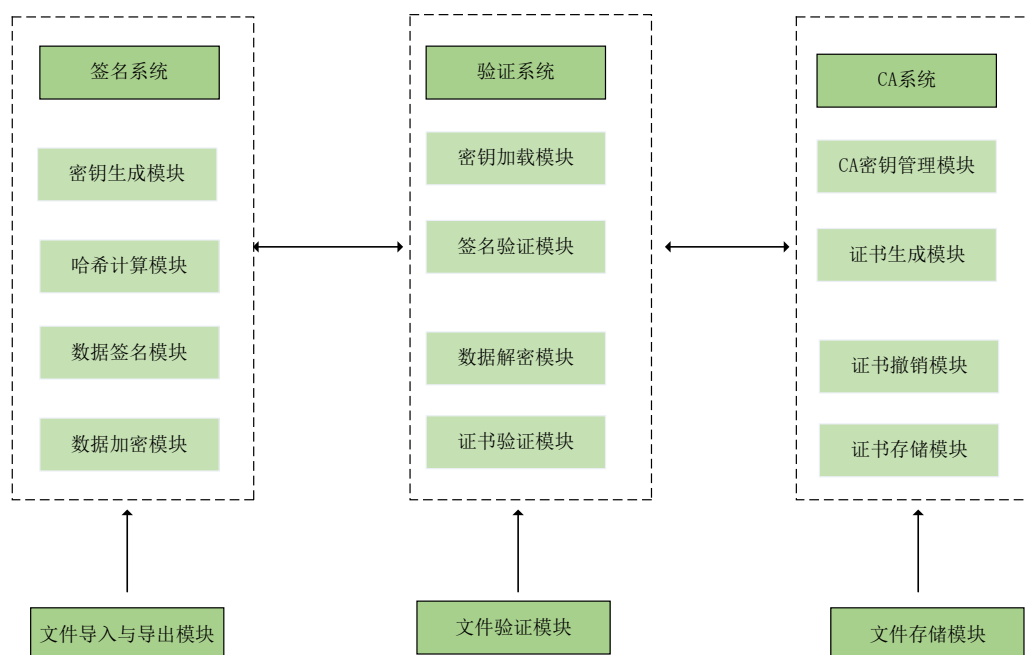 签名系统
密钥生成模块
哈希计算模块
数据签名模块
数据加密模块
文件导入与导出模块
验证系统
密钥加载模块
签名验证模块
数据解密模块
证书验证模块
文件验证模块
CA系统
CA密钥管理模块
证书生成模块
证书撤销模块
证书存储模块
文件存储模块